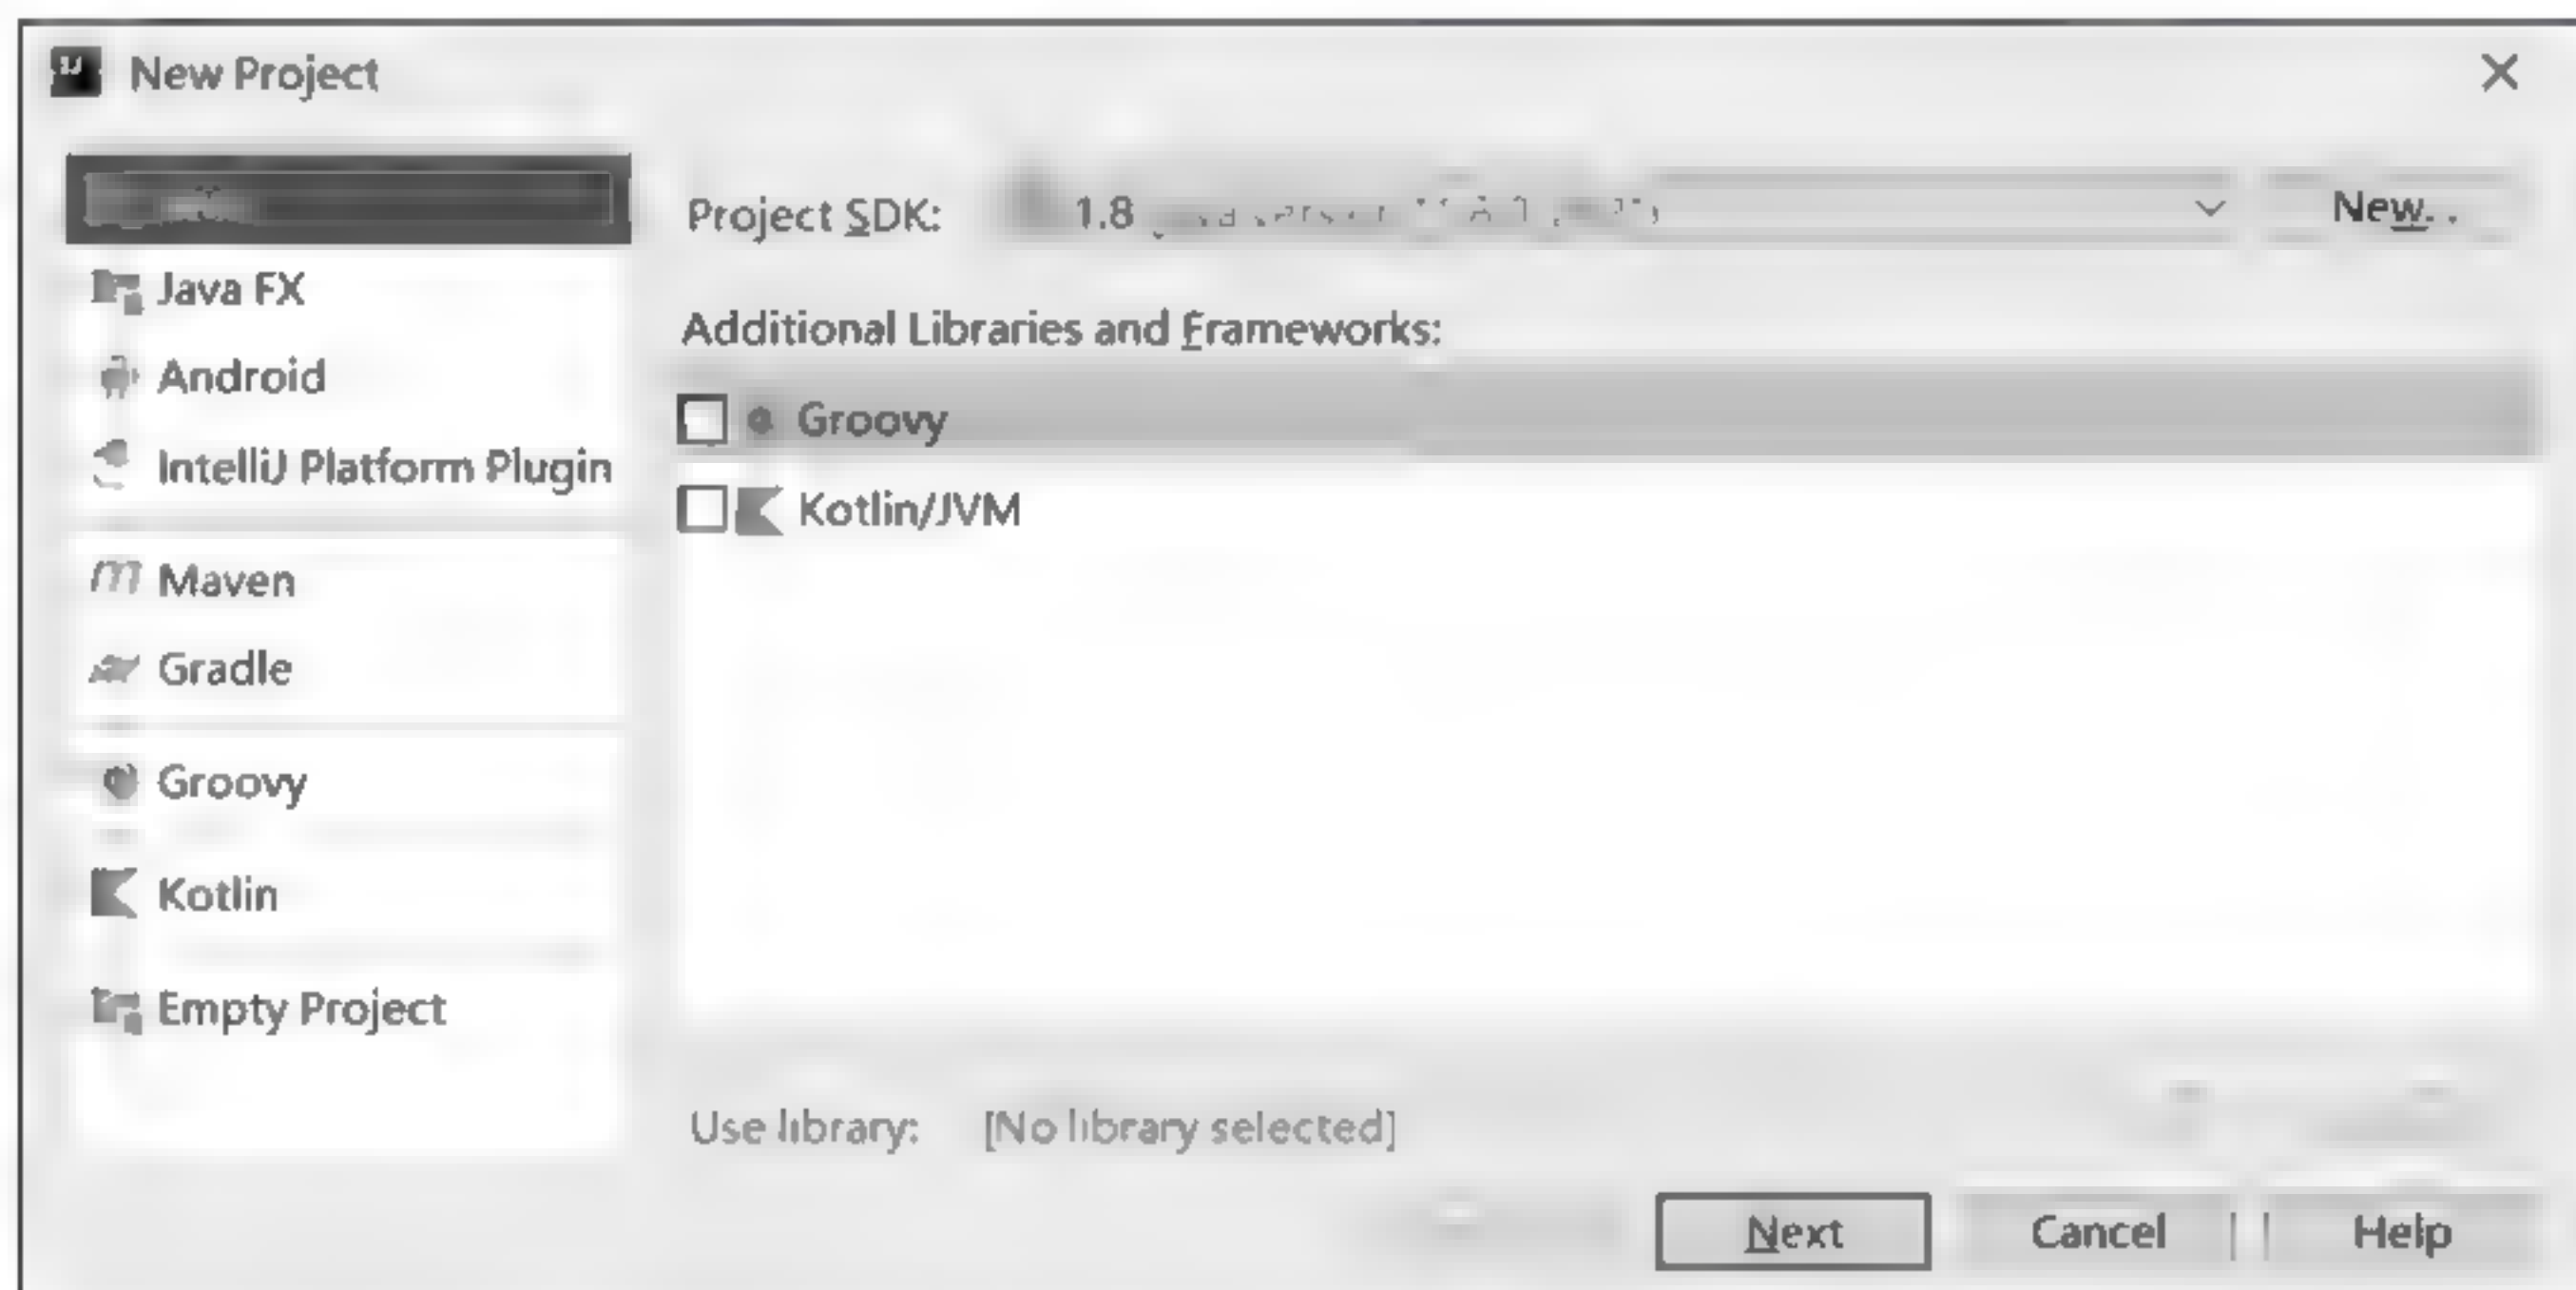 New Project
Project SDK: 1.8 New...
Java FX
Android
IntelliJ Platform Plugin
Maven
Gradle
Groovy
Kotlin
Empty Project
Additional Libraries and Frameworks:
Groovy
Kotlin/JVM
Use library: [No library selected]
Next Cancel Help